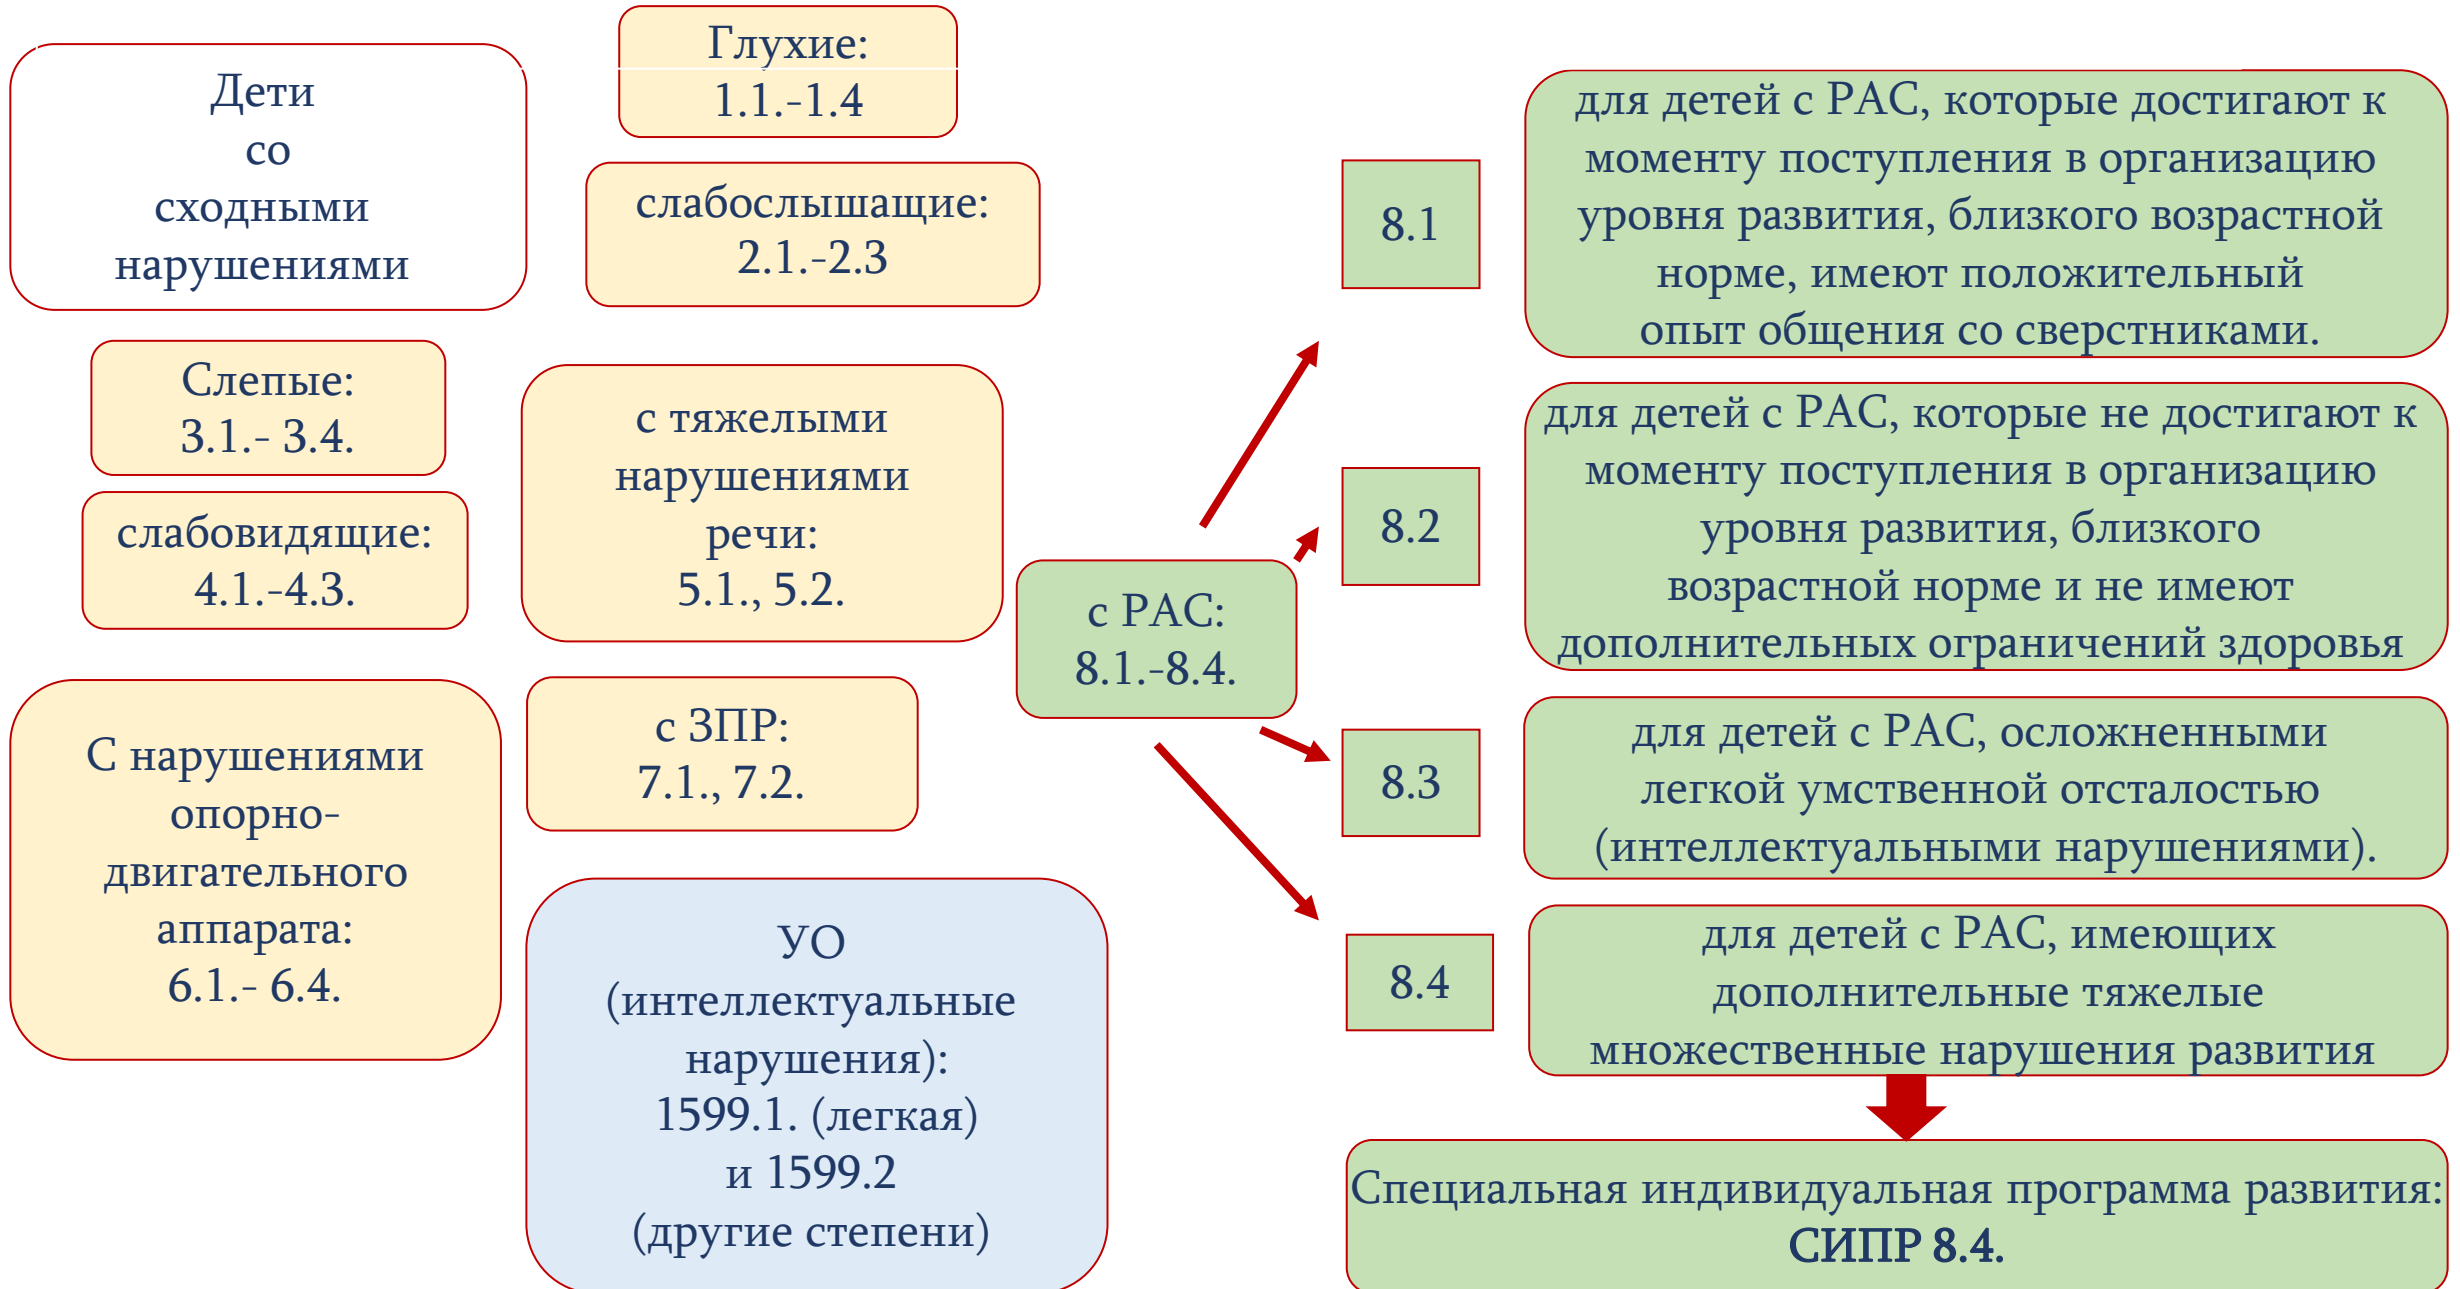 Дети
со
сходными
нарушениями
Глухие:
1.1.-1.4
слабослышащие:
2.1.-2.3
Слепые:
3.1.- 3.4.
слабовидящие:
4.1.-4.3.
с тяжелыми
нарушениями
речи:
5.1., 5.2.
С нарушениями
опорно-
двигательного
аппарата:
6.1.- 6.4.
с ЗПР:
7.1., 7.2.
УО
(интеллектуальные
нарушения):
1599.1. (легкая)
и 1599.2
(другие степени)
с РАС:
8.1.-8.4.
8.1
для детей с РАС, которые достигают к
моменту поступления в организацию
уровня развития, близкого возрастной
норме, имеют положительный
опыт общения со сверстниками.
8.2
для детей с РАС, которые не достигают к
моменту поступления в организацию
уровня развития, близкого
возрастной норме и не имеют
дополнительных ограничений здоровья
8.3
для детей с РАС, осложненными
легкой умственной отсталостью
(интеллектуальными нарушениями).
8.4
для детей с РАС, имеющих
дополнительные тяжелые
множественные нарушения развития
Специальная индивидуальная программа развития:
СИПР 8.4.